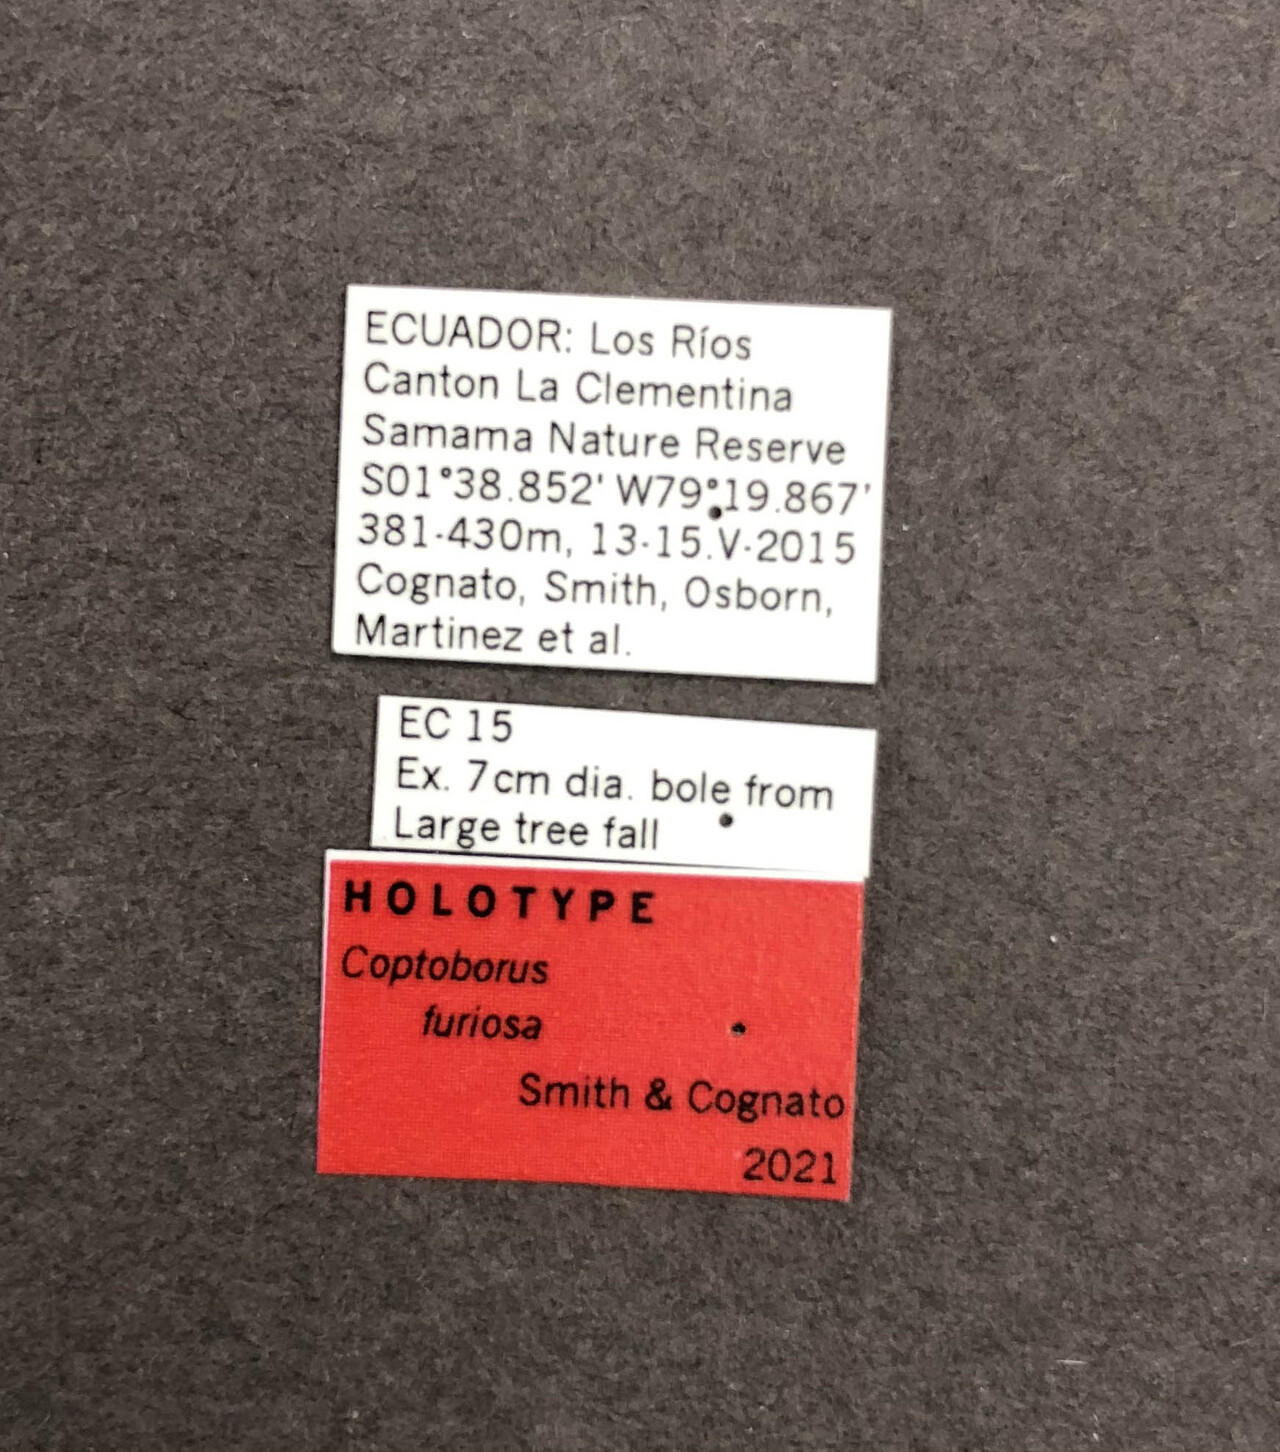 ECUADOR: Los Ríos
Canton La Clementina
Samama Nature Reserve
S01°38.852' W79°19.867'
381-430m, 13-15.V-2015
Cognato, Smith, Osborn,
Martinez et al.
EC 15
Ex. 7cm dia. bole from
Large tree fall
HOLOTYPE
Coptoborus
furiosa
Smith & Cognato
2021